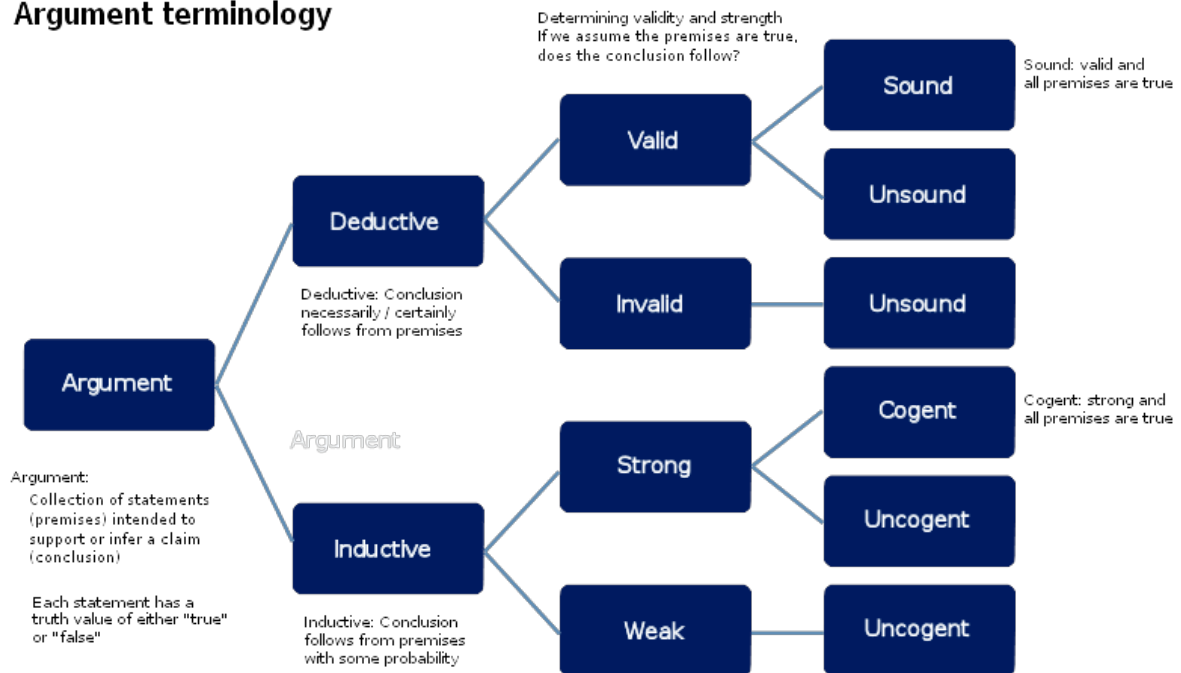 Argument terminology
Determining validity and strength
If we assume the premises are true,
does the conclusion follow?
Sound
Sound: valid and
all premises are true
Valid
Unsound
Deductive
Deductive: Conclusion
necessarily / certainly
follows from premises
Invalid
Unsound
Argument
Argument:
Collection of statements
(premises) intended to
support or infer a claim
(conclusion)
Each statement has a
truth value of either "true"
or "false"
Argument
Cogent
Cogent: strong and
all premises are true
Strong
Uncogent
Inductive
Inductive: Conclusion
follows from premises
with some probability
Weak
Uncogent